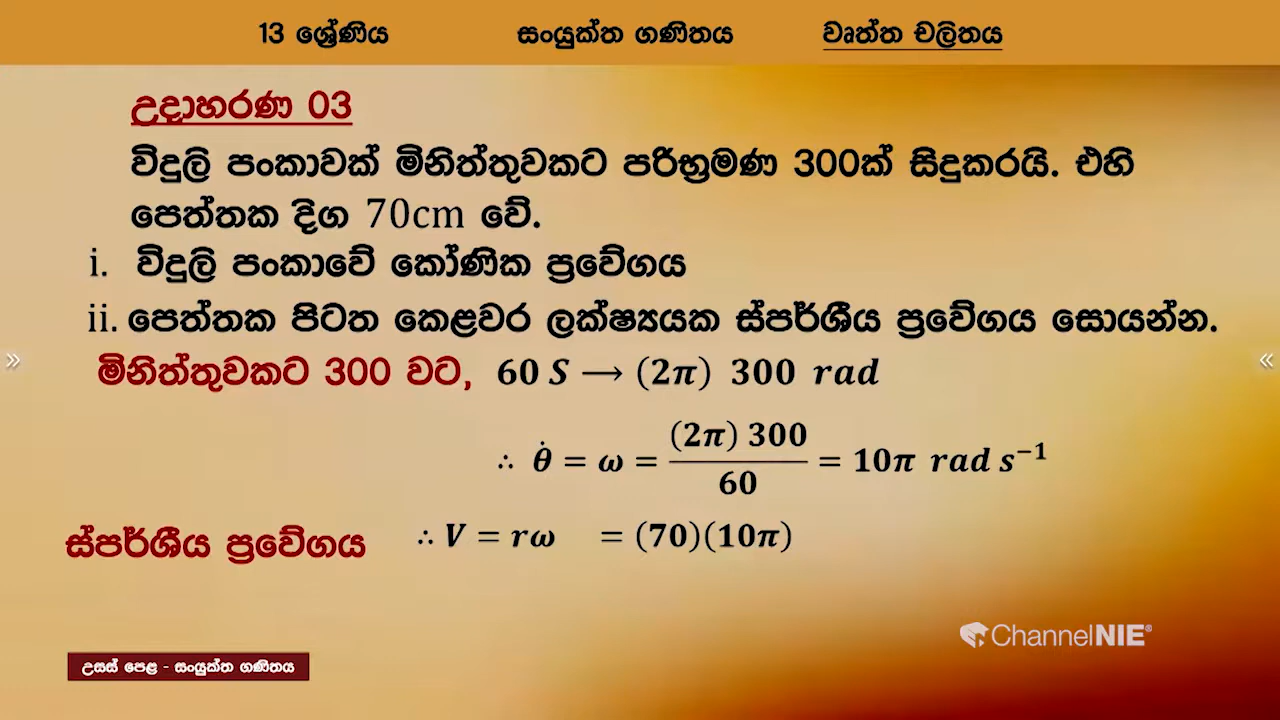 13 ශ්‍රේණිය සංයුක්ත ගණිතය වෘත්ත චලිතය
උදාහරණ 03
විදුලි පංකාවක් මිනිත්තුවකට පරිභ්‍රමණ 300ක් සිදුකරයි. එහි
පෙත්තක දිග 70cm වේ.
i. විදුලි පංකාවේ කෝණික ප්‍රවේගය
ii. පෙත්තක පිටත කෙළවර ලක්ෂ්‍යයක ස්පර්ශීය ප්‍රවේගය සොයන්න.
මිනිත්තුවකට 300 වට, 60 S ⟶ (2π) 300 rad
∴ θ̇ = ω = (2π) 300 / 60 = 10π rad s⁻¹
ස්පර්ශීය ප්‍රවේගය ∴ V = rω = (70)(10π)
ChannelNIE®
උසස් පෙළ - සංයුක්ත ගණිතය